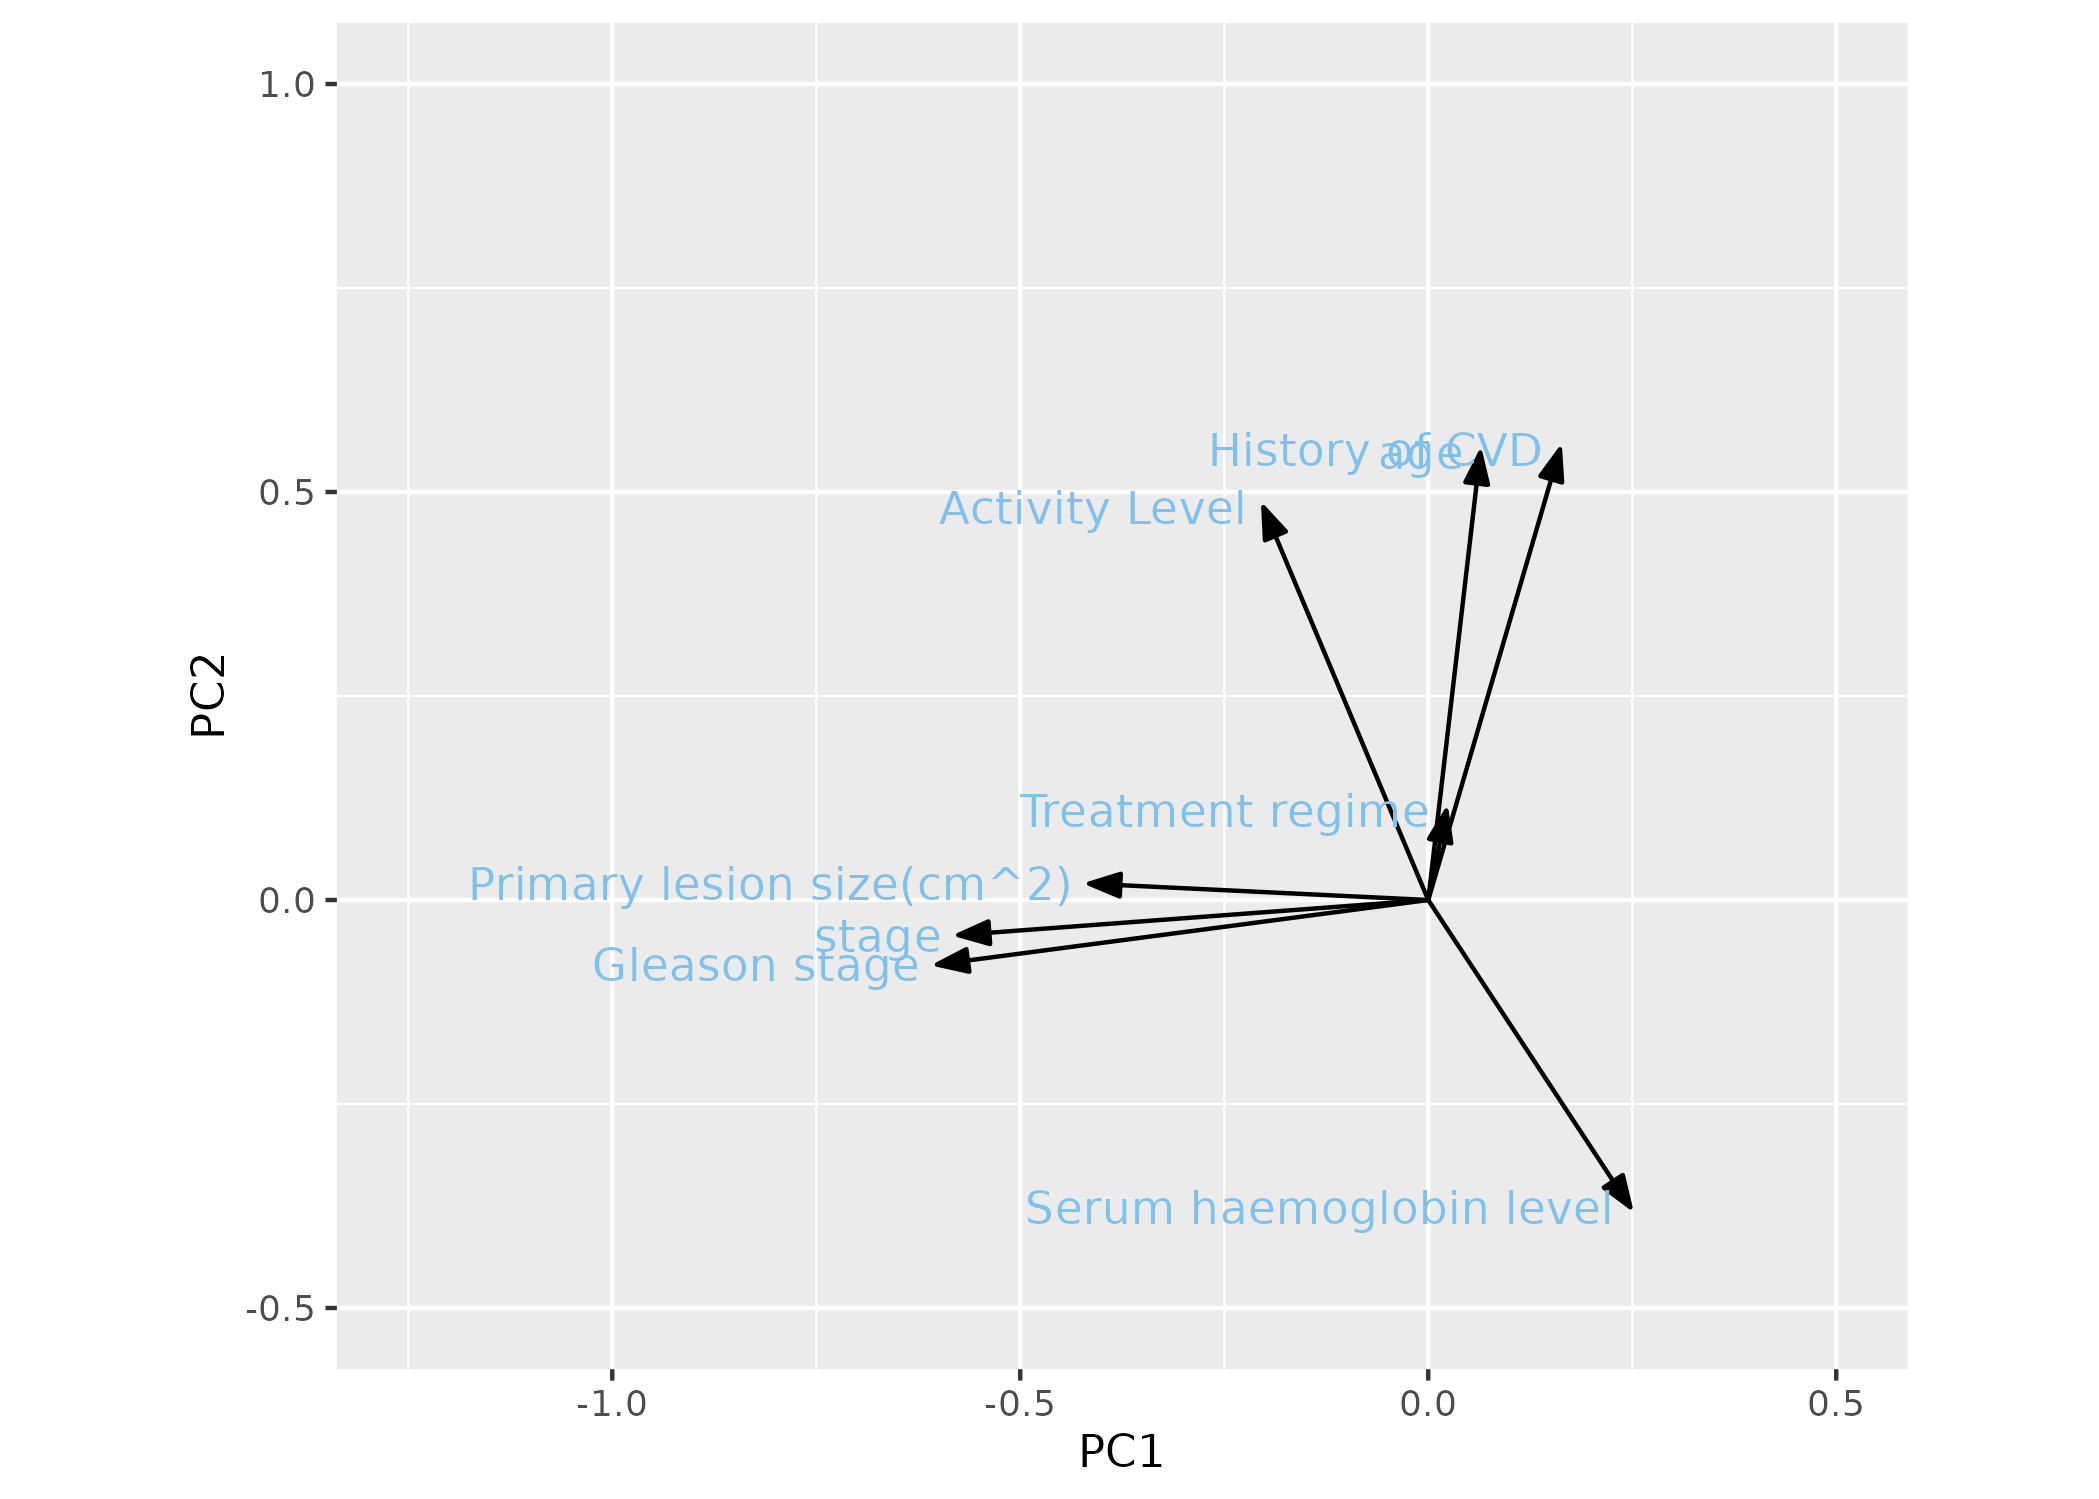 1.0
History of CVD
age
0.5
Activity Level
PC2
Treatment regime
Primary lesion size(cm^2)
0.0
stage
Gleason stage
Serum haemoglobin level
-0.5
-1.0 -0.5 0.0 0.5
PC1